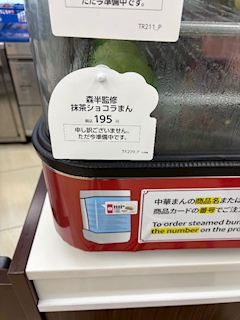 ただ今準備中です。
TR211_P
森半監修
抹茶ショコラまん
税込 195 円
申し訳ございません。
ただ今準備中です。
中華まんの商品名または
商品カードの番号でご注
To order steamed bun
the number on the pro